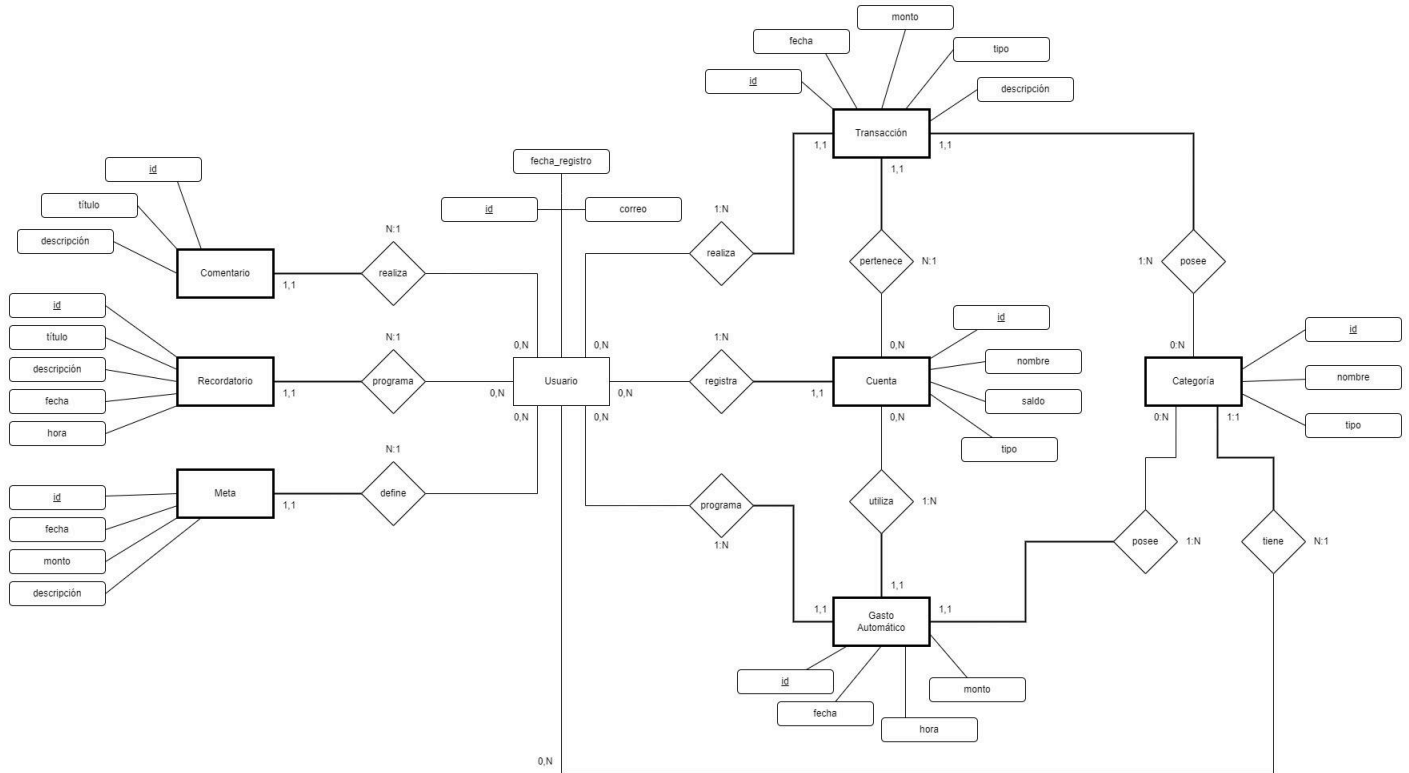 monto
fecha
tipo
id
descripción
Transacción
1,1
1,1
1,1
fecha_registro
id
correo
id
título
descripción
Comentario
1,1
N:1
realiza
0,N
1:N
realiza
0,N
pertenece
N:1
0,N
1:N
posee
0:N
id
título
descripción
fecha
hora
Recordatorio
1,1
N:1
programa
0,N
Usuario
0,N
1:N
registra
1,1
Cuenta
id
nombre
saldo
tipo
Categoría
id
nombre
tipo
0,N
0,N
0,N
0:N
1:1
id
fecha
monto
descripción
Meta
1,1
N:1
define
programa
1:N
utiliza
1:N
posee
1:N
tiene
N:1
1,1
1,1
1,1
Gasto
Automático
id
fecha
hora
monto
0,N